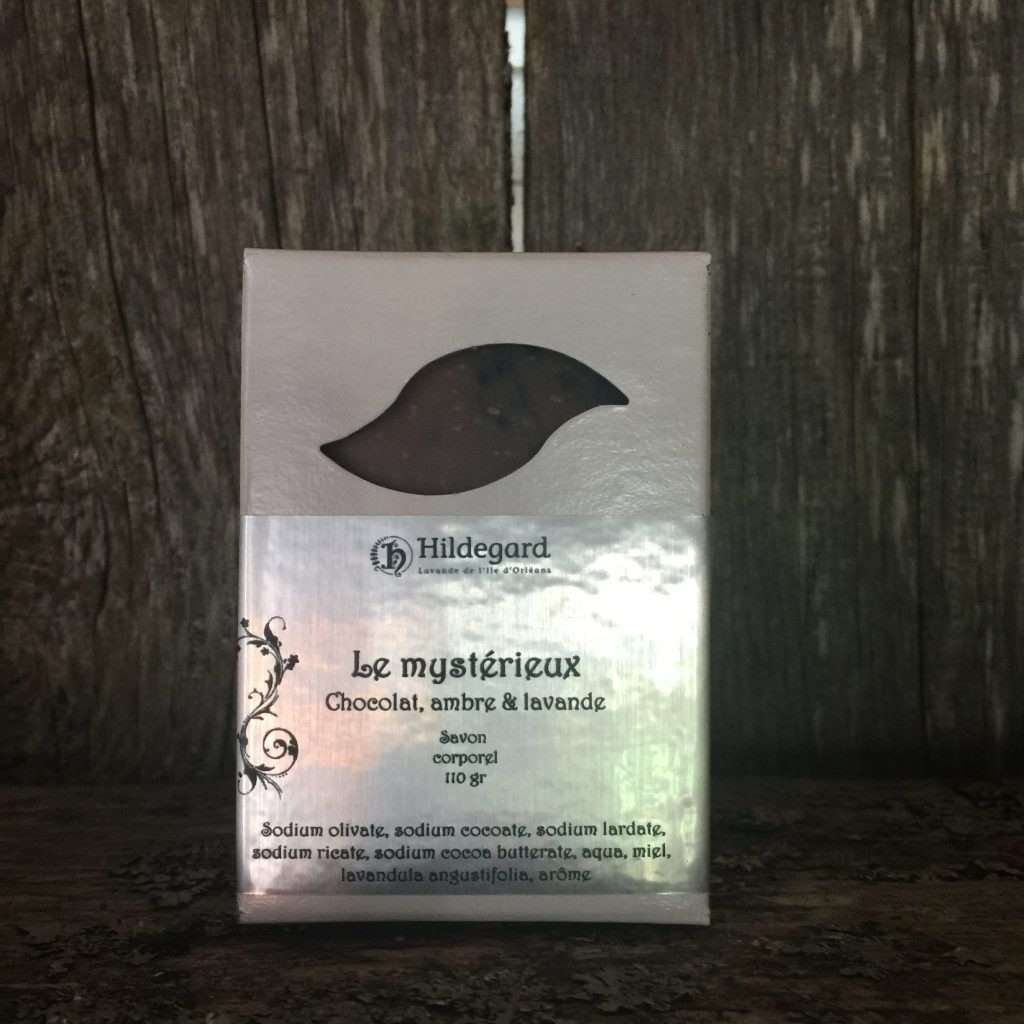 Hildegard
Lavande de l'Ile d'Orléans
Le mystérieux
Chocolat, ambre & lavande
Savon
corporel
110 gr
Sodium olivate, sodium cocoate, sodium lardate,
sodium ricate, sodium cocoa butterate, aqua, miel,
lavandula angustifolia, arôme